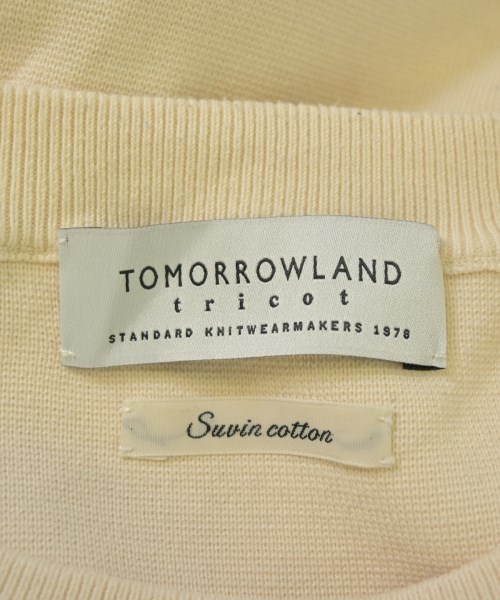 TOMORROWLAND
tricot
STANDARD KNITWEARMAKERS 1978
Suvin cotton